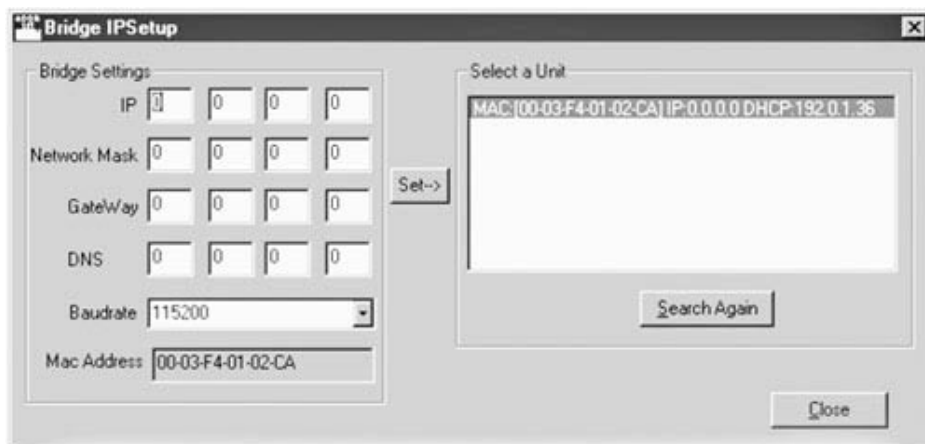 Bridge IPSetup
Bridge Settings
IP 0 0 0
Network Mask 0 0 0 0
GateWay 0 0 0 0
DNS 0 0 0 0
Baudrate 115200
Mac Address 00-03-F4-01-02-CA
Set-->
Select a Unit
MAC:[00-03-F4-01-02-CA] IP:0.0.0.0 DHCP:192.0.1.36
Search Again
Close